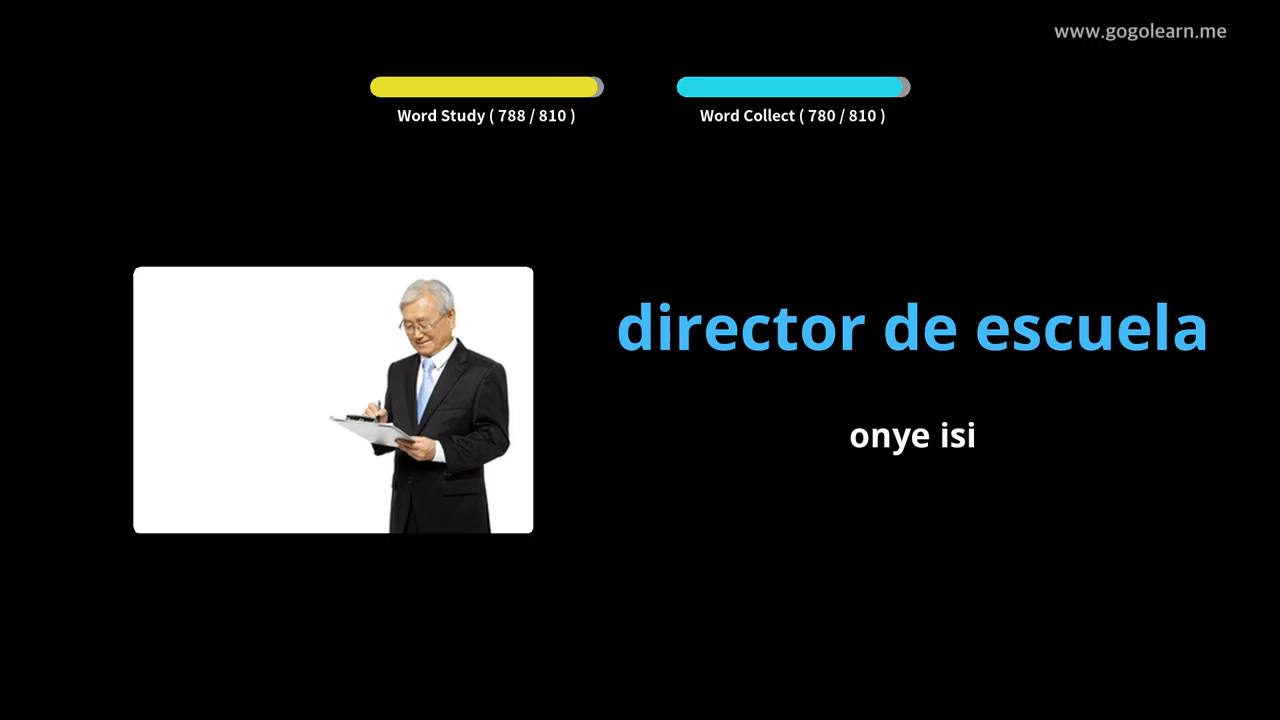 www.gogolearn.me
Word Study ( 788 / 810 )
Word Collect ( 780 / 810 )
director de escuela
onye isi